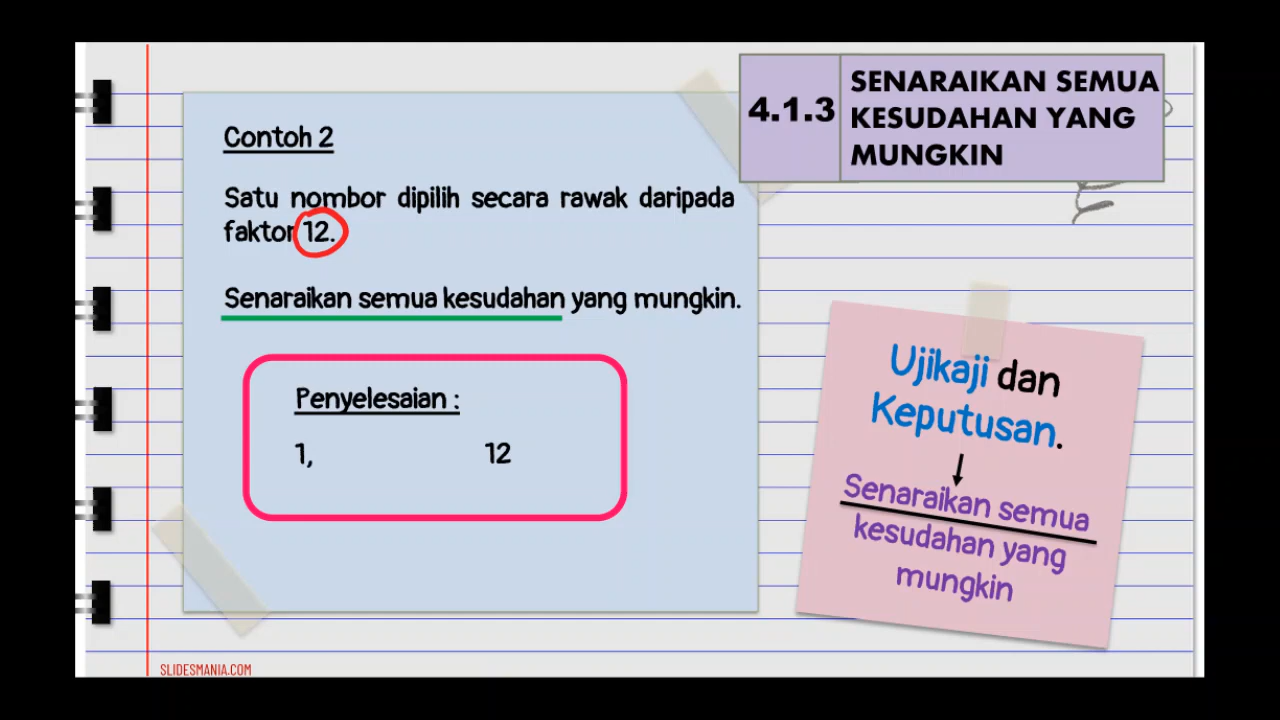 4.1.3
SENARAIKAN SEMUA
KESUDAHAN YANG
MUNGKIN
Contoh 2
Satu nombor dipilih secara rawak daripada
faktor 12.
Senaraikan semua kesudahan yang mungkin.
Penyelesaian :
1, 12
Ujikaji dan
Keputusan.
Senaraikan semua
kesudahan yang
mungkin
SLIDESMANIA.COM